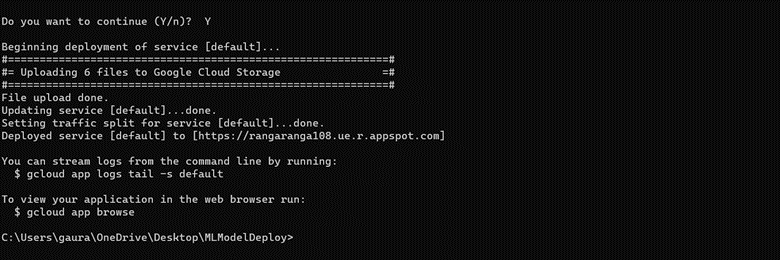 Do you want to continue (Y/n)?  Y
Beginning deployment of service [default]...
#============================================================#
#= Uploading 6 files to Google Cloud Storage                =#
#============================================================#
File upload done.
Updating service [default]...done.
Setting traffic split for service [default]...done.
Deployed service [default] to [https://rangaranga108.ue.r.appspot.com]
You can stream logs from the command line by running:
  $ gcloud app logs tail -s default
To view your application in the web browser run:
  $ gcloud app browse
C:\Users\gaura\OneDrive\Desktop\MLModelDeploy>